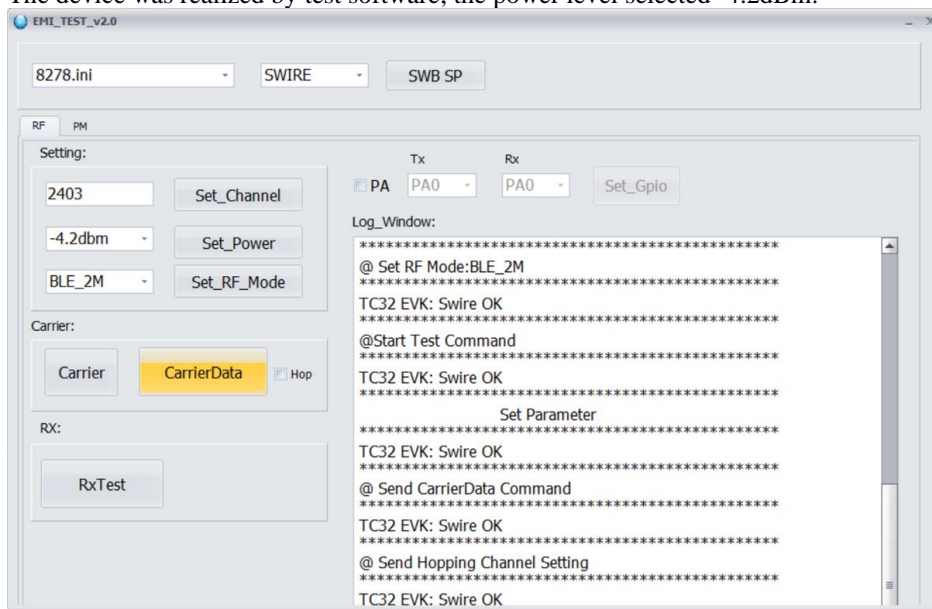 The device was realized by test software, the power level selected -4.2dBm.
EMI_TEST_v2.0
8278.ini SWIRE SWB SP
RF PM
Setting:
2403 Set_Channel
-4.2dbm Set_Power
BLE_2M Set_RF_Mode
Carrier:
Carrier CarrierData Hop
RX:
RxTest
Tx Rx
PA PA0 PA0 Set_Gpio
Log_Window:
************************************************
@ Set RF Mode:BLE_2M
************************************************
TC32 EVK: Swire OK
************************************************
@Start Test Command
************************************************
TC32 EVK: Swire OK
************************************************
Set Parameter
************************************************
TC32 EVK: Swire OK
************************************************
@ Send CarrierData Command
************************************************
TC32 EVK: Swire OK
************************************************
@ Send Hopping Channel Setting
************************************************
TC32 EVK: Swire OK